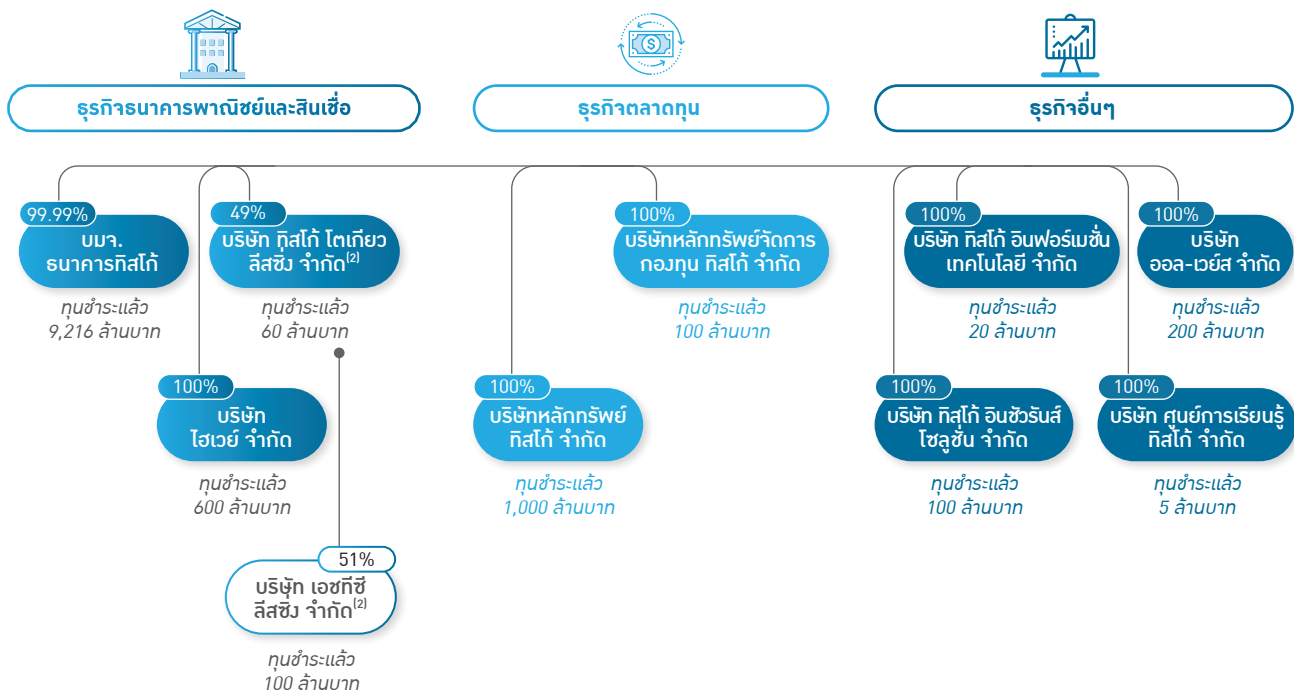 ธุรกิจธนาคารพาณิชย์และสินเชื่อ
ธุรกิจตลาดทุน
ธุรกิจอื่นๆ
99.99%
บมจ.
ธนาคารทิสโก้
ทุนชำระแล้ว
9,216 ล้านบาท
49%
บริษัท ทิสโก้ โตเกียว
ลีสซิ่ง จำกัด(2)
ทุนชำระแล้ว
60 ล้านบาท
100%
บริษัทหลักทรัพย์จัดการ
กองทุน ทิสโก้ จำกัด
ทุนชำระแล้ว
100 ล้านบาท
100%
บริษัท ทิสโก้ อินฟอร์เมชั่น
เทคโนโลยี จำกัด
ทุนชำระแล้ว
20 ล้านบาท
100%
บริษัท
ออล-เวย์ส จำกัด
ทุนชำระแล้ว
200 ล้านบาท
100%
บริษัท
ไฮเวย์ จำกัด
ทุนชำระแล้ว
600 ล้านบาท
100%
บริษัทหลักทรัพย์
ทิสโก้ จำกัด
ทุนชำระแล้ว
1,000 ล้านบาท
100%
บริษัท ทิสโก้ อินชัวรันส์
โซลูชั่น จำกัด
ทุนชำระแล้ว
100 ล้านบาท
100%
บริษัท ศูนย์การเรียนรู้
ทิสโก้ จำกัด
ทุนชำระแล้ว
5 ล้านบาท
51%
บริษัท เอชทีซี
ลีสซิ่ง จำกัด(2)
ทุนชำระแล้ว
100 ล้านบาท